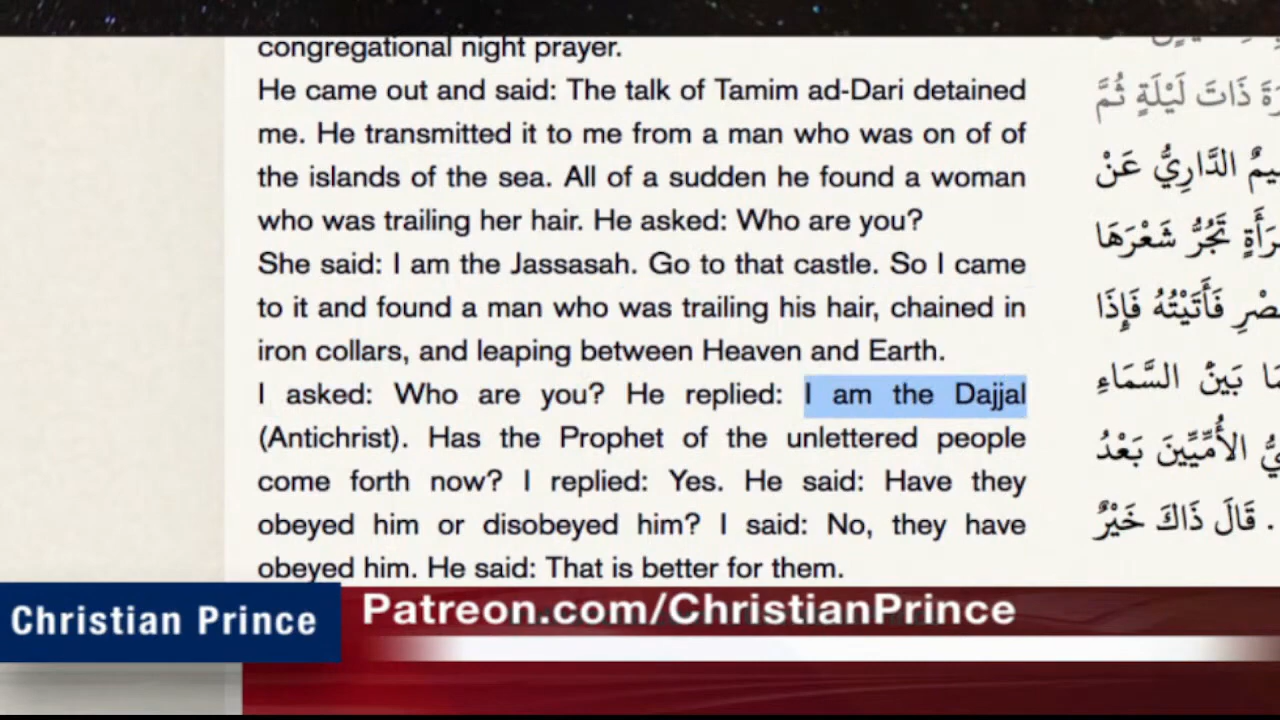 congregational night prayer.
He came out and said: The talk of Tamim ad-Dari detained
me. He transmitted it to me from a man who was on of of
the islands of the sea. All of a sudden he found a woman
who was trailing her hair. He asked: Who are you?
She said: I am the Jassasah. Go to that castle. So I came
to it and found a man who was trailing his hair, chained in
iron collars, and leaping between Heaven and Earth.
I asked: Who are you? He replied: I am the Dajjal
(Antichrist). Has the Prophet of the unlettered people
come forth now? I replied: Yes. He said: Have they
obeyed him or disobeyed him? I said: No, they have
obeyed him. He said: That is better for them.
ذَاتَ لَيْلَةٍ ثُمَّ
الدَّارِيُّ عَنْ
تَجُرُّ شَعْرَهَا
فَأَتَيْتُهُ فَإِذَا
بَيْنَ السَّمَاءِ
الأُمِّيِّينَ بَعْدُ
. قَالَ ذَاكَ خَيْرٌ
Christian Prince
Patreon.com/ChristianPrince